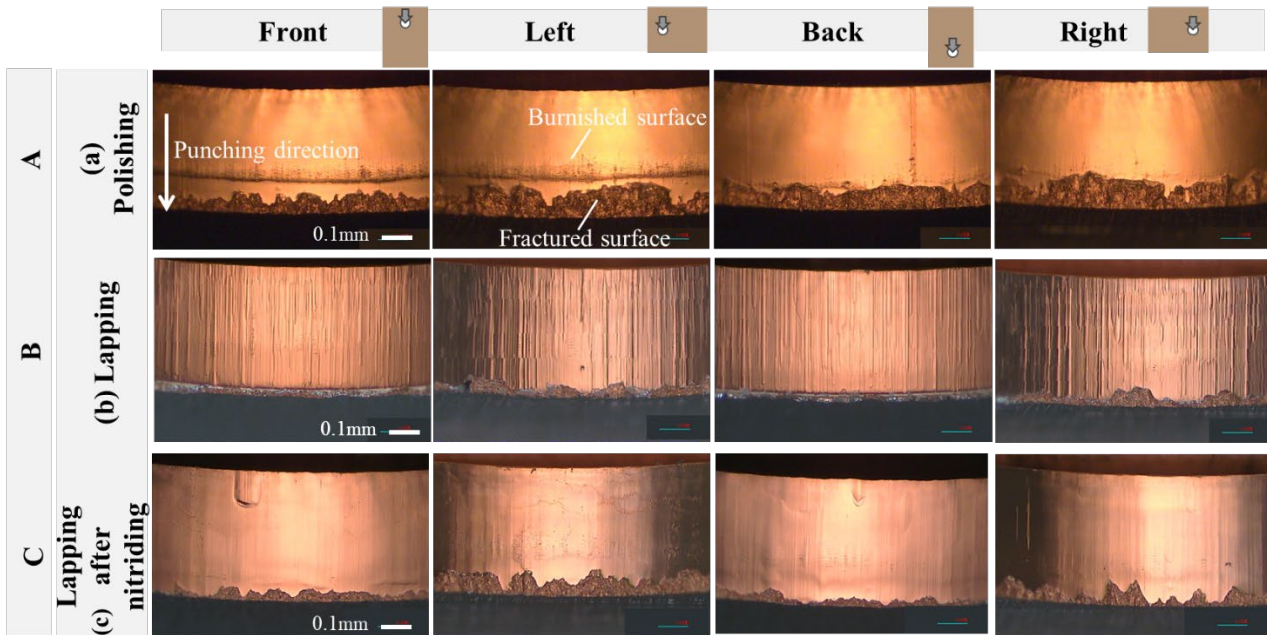 Front
Left
Back
Right
A
(a)
Polishing
Punching direction
0.1mm
Burnished surface
Fractured surface
B
(b) Lapping
0.1mm
C
(c) Lapping
after
nitriding
0.1mm